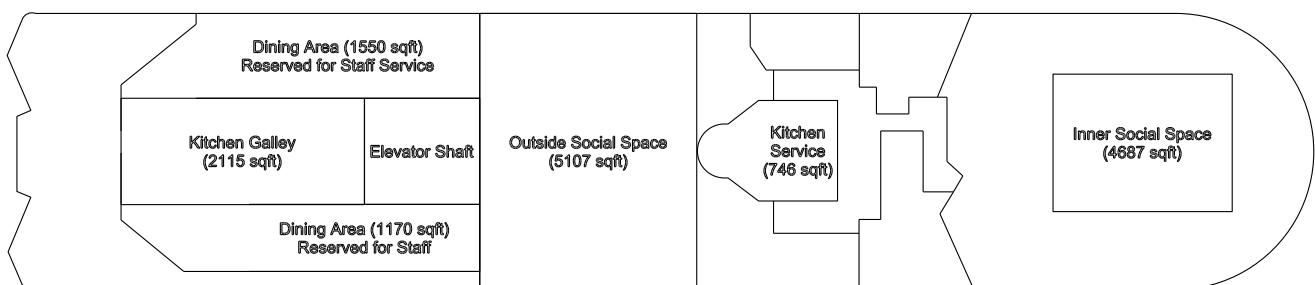 Dining Area (1550 sqft)
Reserved for Staff Service
Kitchen Galley
(2115 sqft)
Elevator Shaft
Dining Area (1170 sqft)
Reserved for Staff
Outside Social Space
(5107 sqft)
Kitchen
Service
(746 sqft)
Inner Social Space
(4687 sqft)